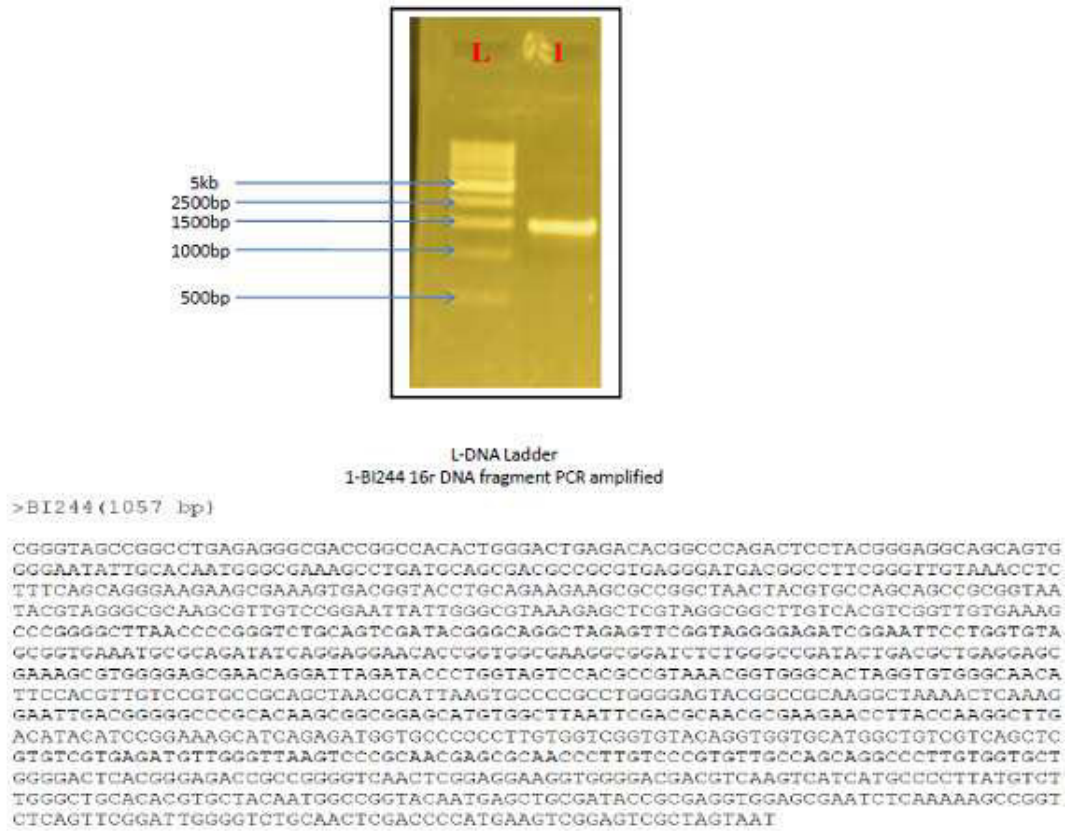 L 1
5kb
2500bp
1500bp
1000bp
500bp
L-DNA Ladder
1-BI244 16r DNA fragment PCR amplified
>BI244(1057 bp)
CGGGTAGCCGGCCTGAGAGGGCGACCGGCCACACTGGGACTGAGACACGGCCCAGACTCCTACGGGAGGCAGCAGTG
GGGAATATTGCACAATGGGCGAAAGCCTGATGCAGCGACGCCGCGTGAGGGATGACGGCCTTCGGGTTGTAAACCTC
TTTCAGCAGGGAAGAAGCGAAAGTGACGGTACCTGCAGAAGAAGCGCCGGCTAACTACGTGCCAGCAGCCGCGGTAA
TACGTAGGGCGCAAGCGTTGTCCGGAATTATTGGGCGTAAAGAGCTCGTAGGCGGCTTGTCACGTCGGTTGTGAAAG
CCCGGGGCTTAACCCCGGGTCTGCAGTCGATACGGGCAGGCTAGAGTTCGGTAGGGGAGATCGGAATTCCTGGTGTA
GCGGTGAAATGCGCAGATATCAGGAGGAACACCGGTGGCGAAGGCGGATCTCTGGGCCGATACTGACGCTGAGGAGC
GAAAGCGTGGGGAGCGAACAGGATTAGATACCCTGGTAGTCCACGCCGTAAACGGTGGGCACTAGGTGTGGGCAACA
TTCCACGTTGTCCGTGCCGCAGCTAACGCATTAAGTGCCCCGCCTGGGGAGTACGGCCGCAAGGCTAAAACTCAAAG
GAATTGACGGGGGCCCGCACAAGCGGCGGAGCATGTGGCTTAATTCGACGCAACGCGAAGAACCTTACCAAGGCTTG
ACATACATCCGGAAAGCATCAGAGATGGTGCCCCCCTTGTGGTCGGTGTACAGGTGGTGCATGGCTGTCGTCAGCTC
GTGTCGTGAGATGTTGGGTTAAGTCCCGCAACGAGCGCAACCCTTGTCCCGTGTTGCCAGCAGGCCCTTGTGGTGCT
GGGGACTCACGGGAGACCGCCGGGGTCAACTCGGAGGAAGGTGGGGACGACGTCAAGTCATCATGCCCCTTATGTCT
TGGGCTGCACACGTGCTACAATGGCCGGTACAATGAGCTGCGATACCGCGAGGTGGAGCGAATCTCAAAAAGCCGGT
CTCAGTTCGGATTGGGGTCTGCAACTCGACCCCATGAAGTCGGAGTCGCTAGTAAT